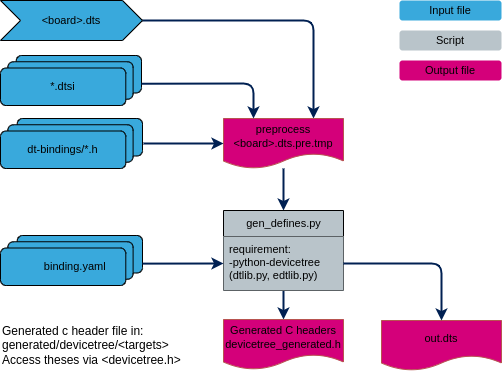 <board>.dts
Input file
Script
Output file
*.dtsi
preprocess
<board>.dts.pre.tmp
dt-bindings/*.h
gen_defines.py
requirement:
-python-devicetree
(dtlib.py, edtlib.py)
binding.yaml
Generated C headers
devicetree_generated.h
out.dts
Generated c header file in:
generated/devicetree/<targets>
Access theses via <devicetree.h>